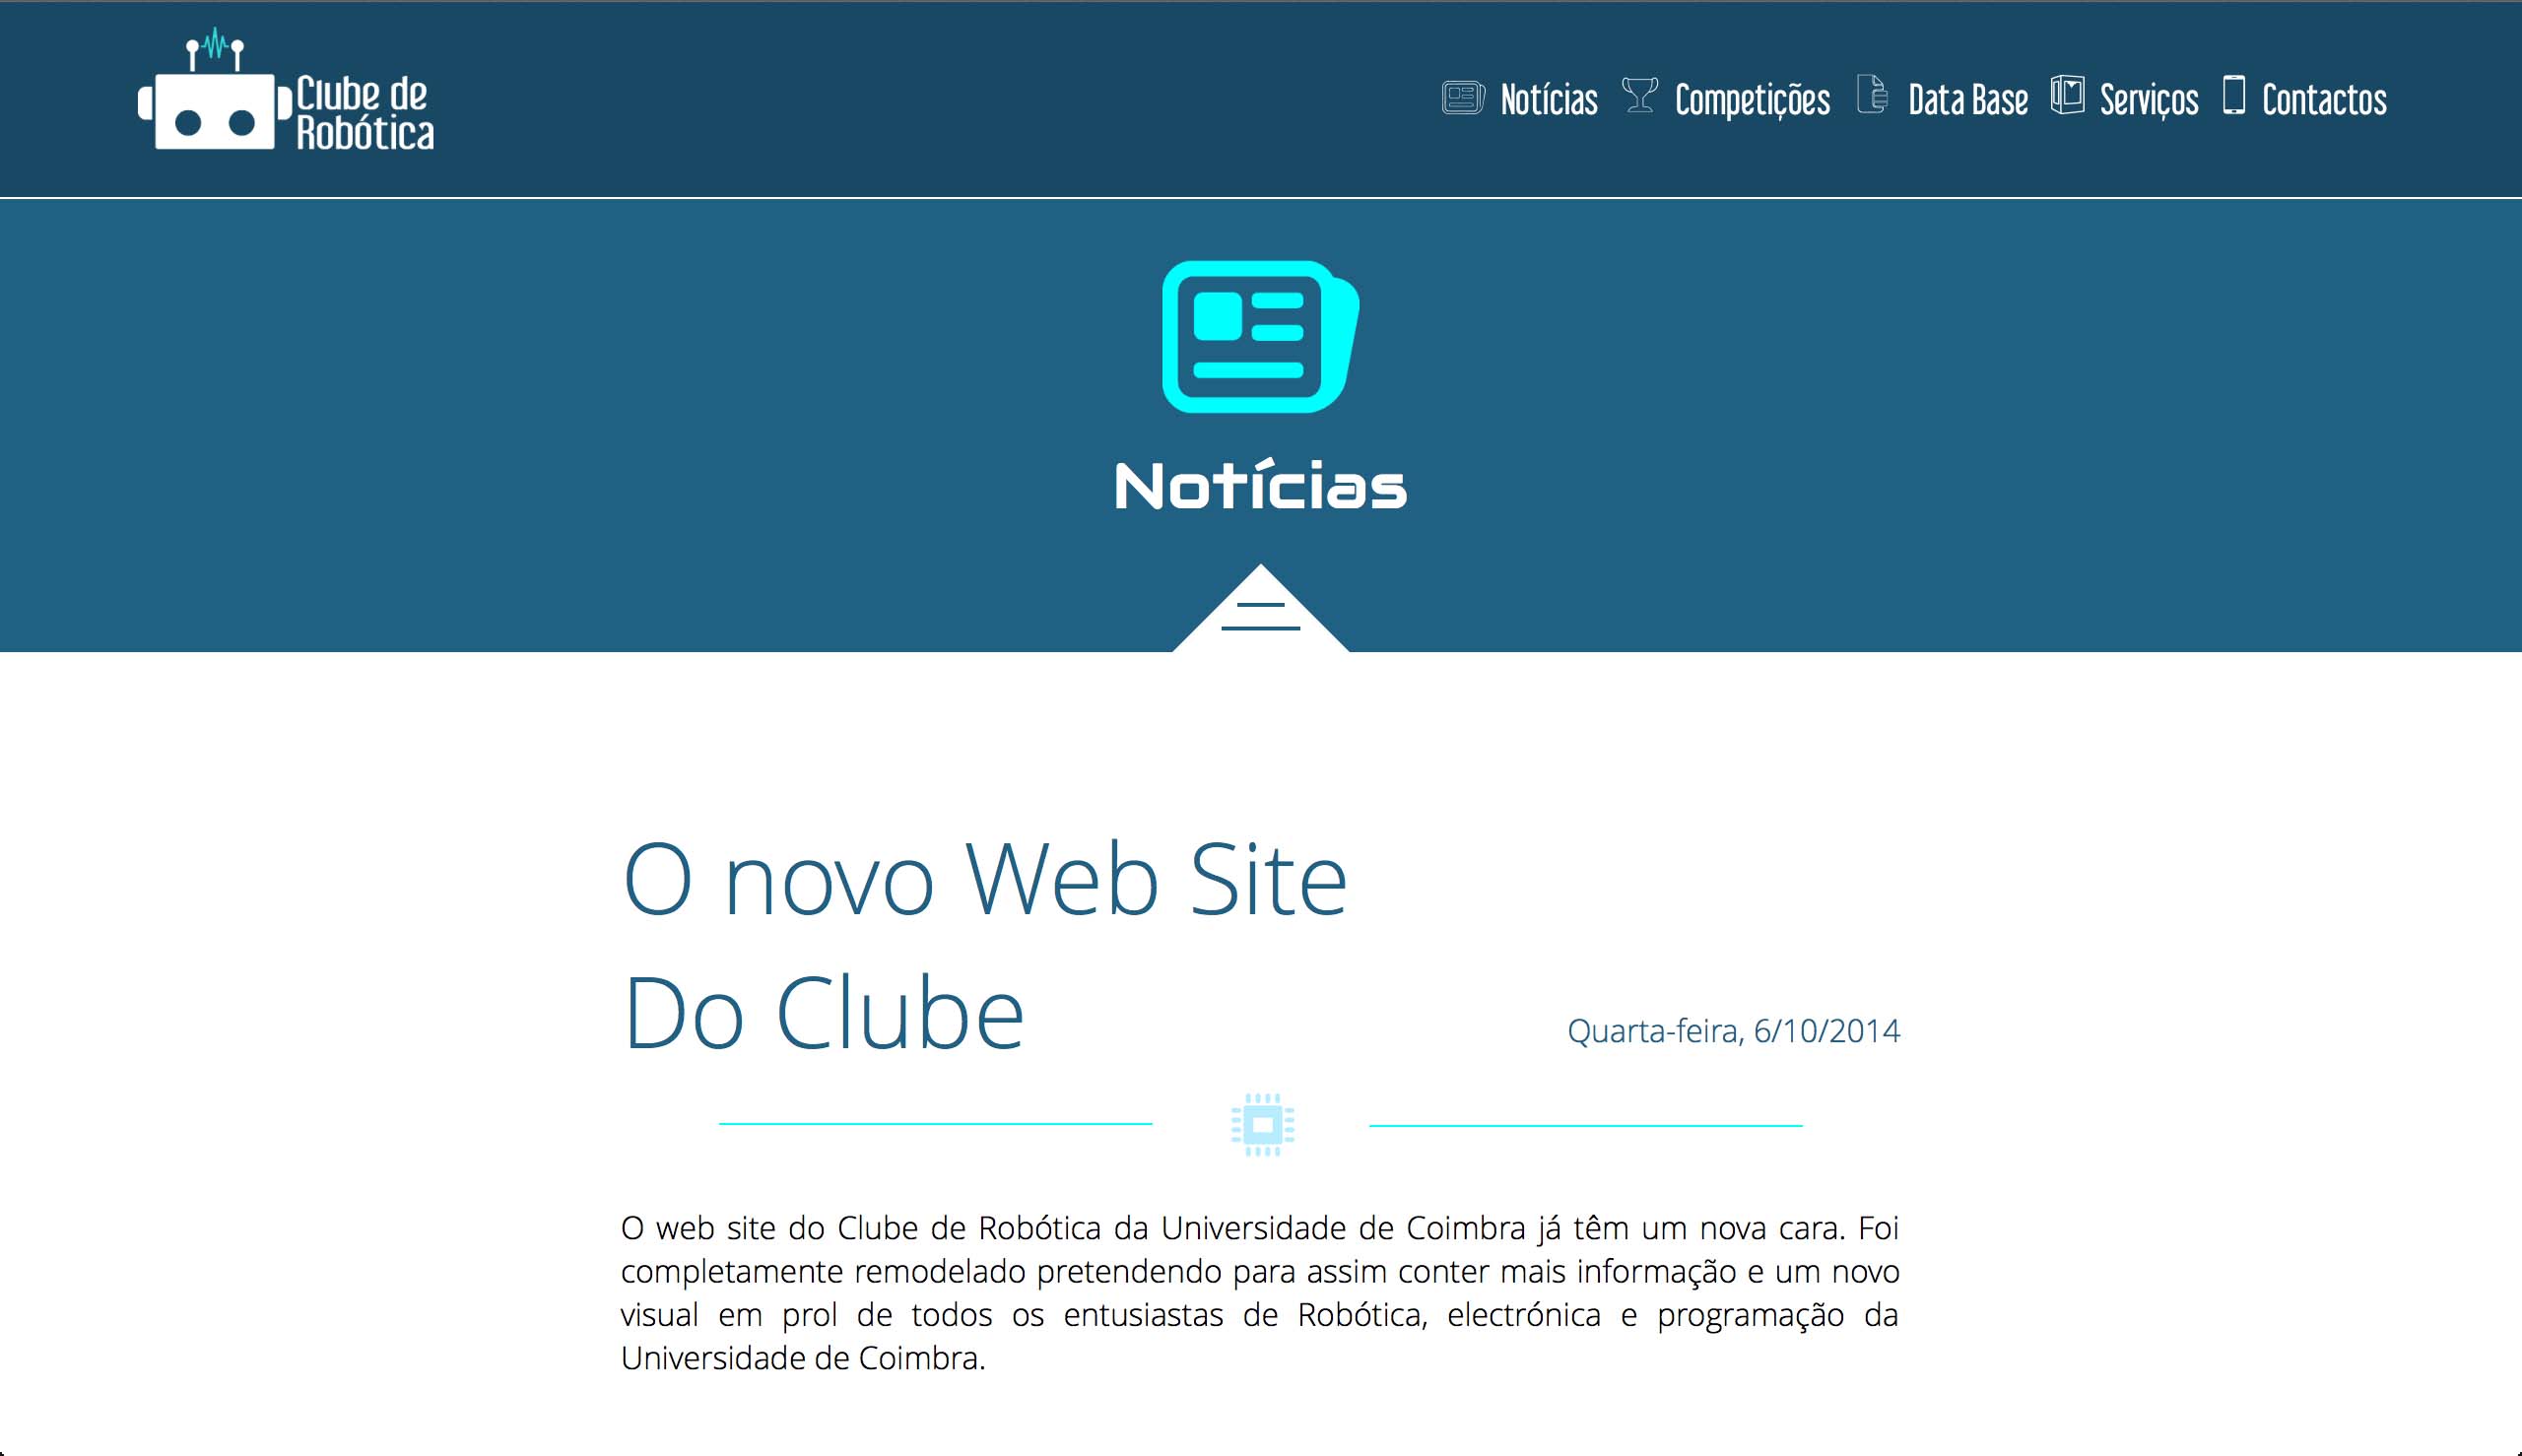 Clube de
Robótica
Notícias Competições Data Base Serviços Contactos
Notícias
O novo Web Site
Do Clube
Quarta-feira, 6/10/2014
O web site do Clube de Robótica da Universidade de Coimbra já têm um nova cara. Foi
completamente remodelado pretendendo para assim conter mais informação e um novo
visual em prol de todos os entusiastas de Robótica, electrónica e programação da
Universidade de Coimbra.